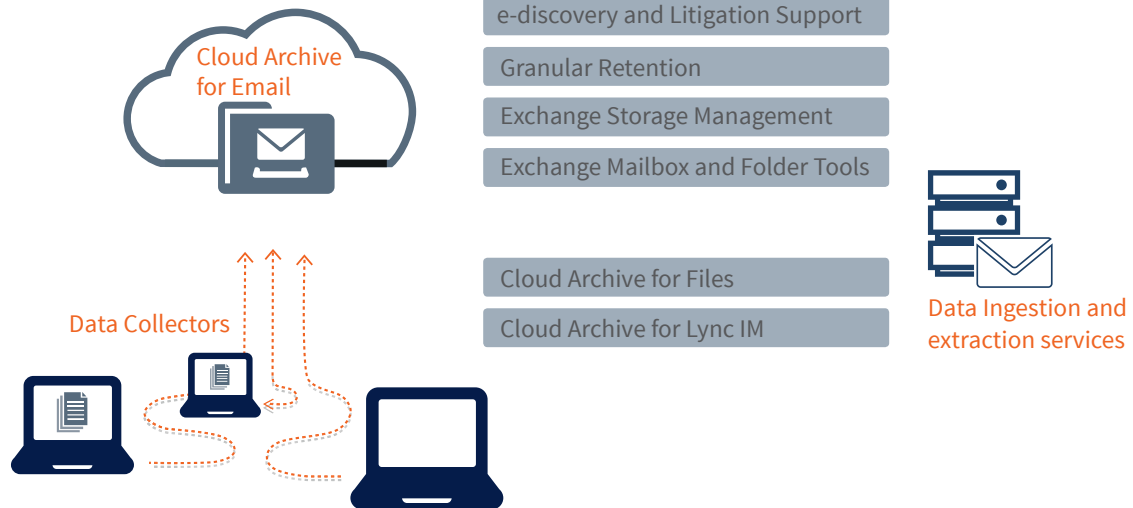 Cloud Archive
for Email
e-discovery and Litigation Support
Granular Retention
Exchange Storage Management
Exchange Mailbox and Folder Tools
Cloud Archive for Files
Cloud Archive for Lync IM
Data Collectors
Data Ingestion and
extraction services